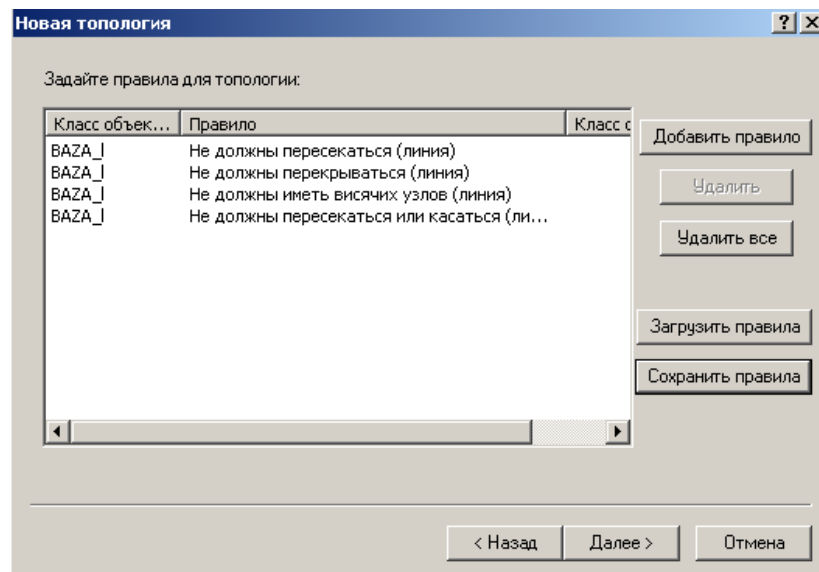 Новая топология
? X
Задайте правила для топологии:
Класс объек... Правило Класс о
BAZA_l Не должны пересекаться (линия)
BAZA_l Не должны перекрываться (линия)
BAZA_l Не должны иметь висячих узлов (линия)
BAZA_l Не должны пересекаться или касаться (ли...
Добавить правило
Удалить
Удалить все
Загрузить правила
Сохранить правила
< Назад
Далее >
Отмена